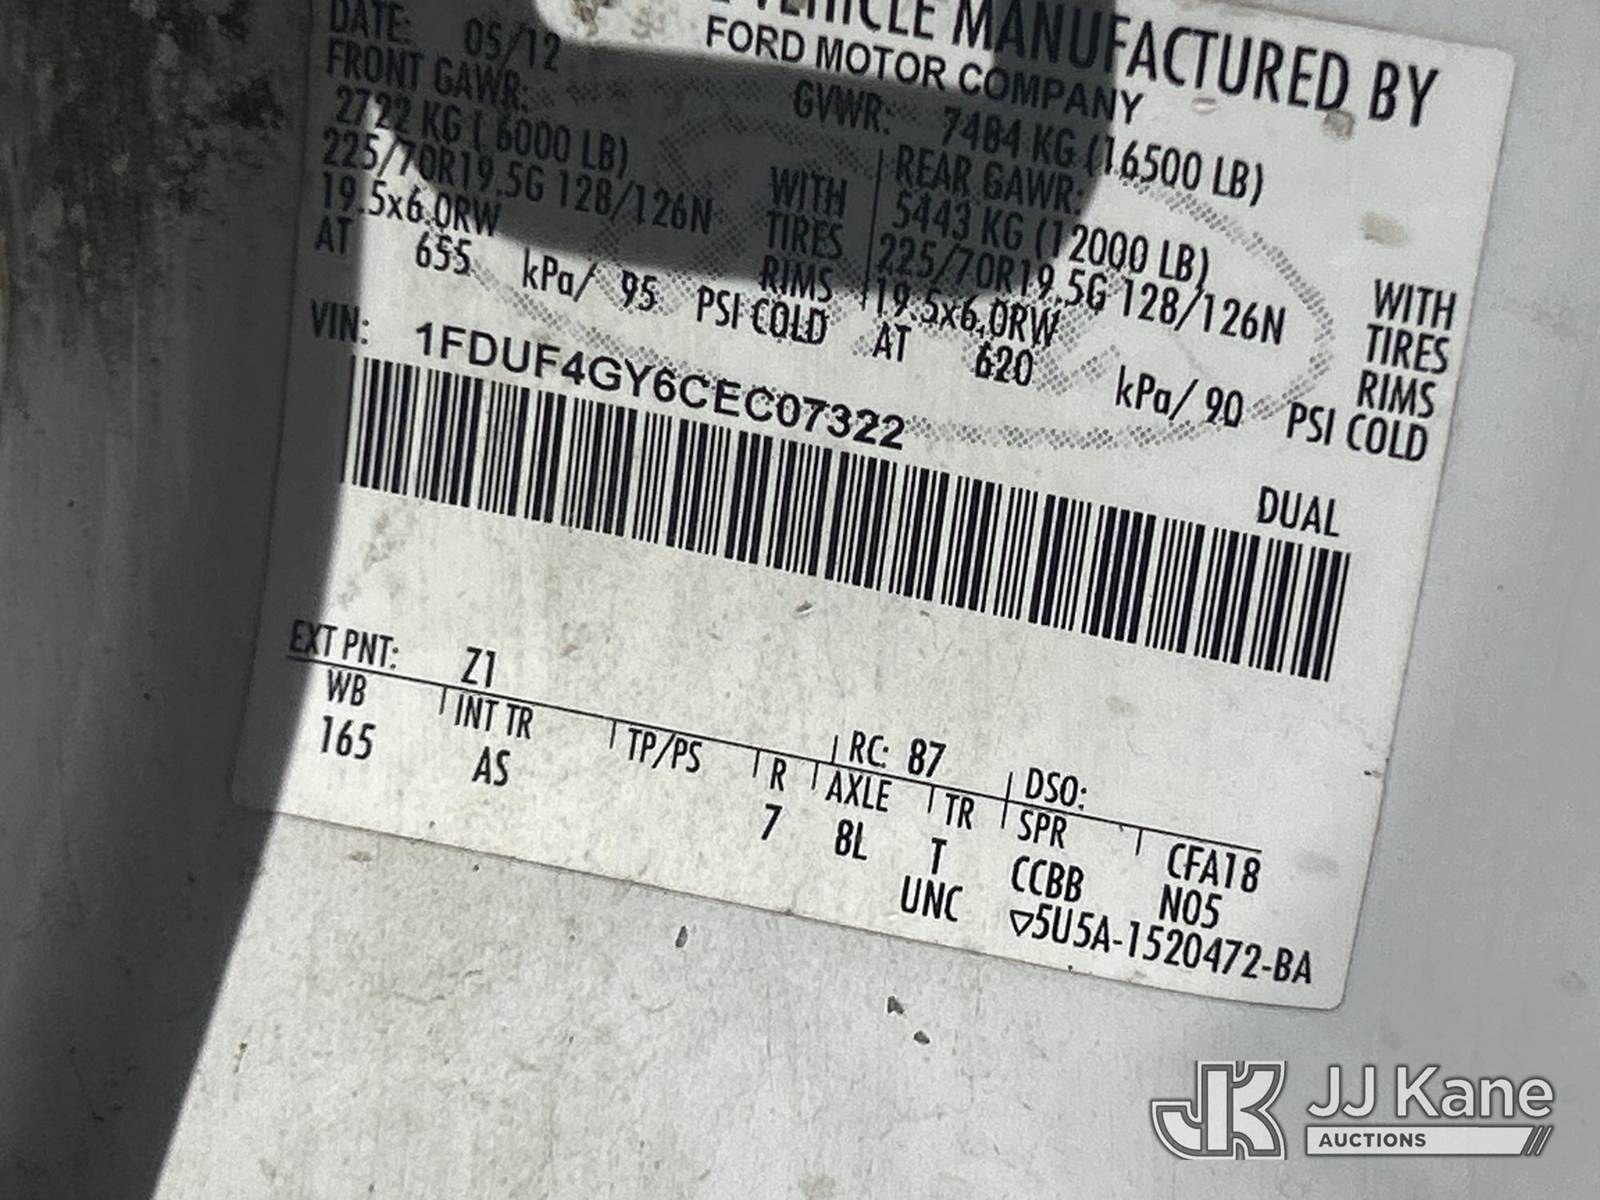 VEHICLE MANUFACTURED BY
FORD MOTOR COMPANY
DATE: 05/12
GVWR: 7484 KG (16500 LB)
FRONT GAWR:
2722 KG ( 6000 LB) WITH
225/70R19.5G 128/126N TIRES
19.5x6.0RW RIMS
AT 655 kPa/ 95 PSI COLD
REAR GAWR:
5443 KG (12000 LB) WITH
225/70R19.5G 128/126N TIRES
19.5x6.0RW RIMS
AT 620 kPa/ 90 PSI COLD
VIN: 1FDUF4GY6CEC07322
DUAL
EXT PNT: Z1 RC: 87 DSO:
WB INT TR TP/PS R AXLE TR SPR CFA18
165 AS 7 8L T CCBB N05
UNC ▽5U5A-1520472-BA
JK JJ Kane
AUCTIONS